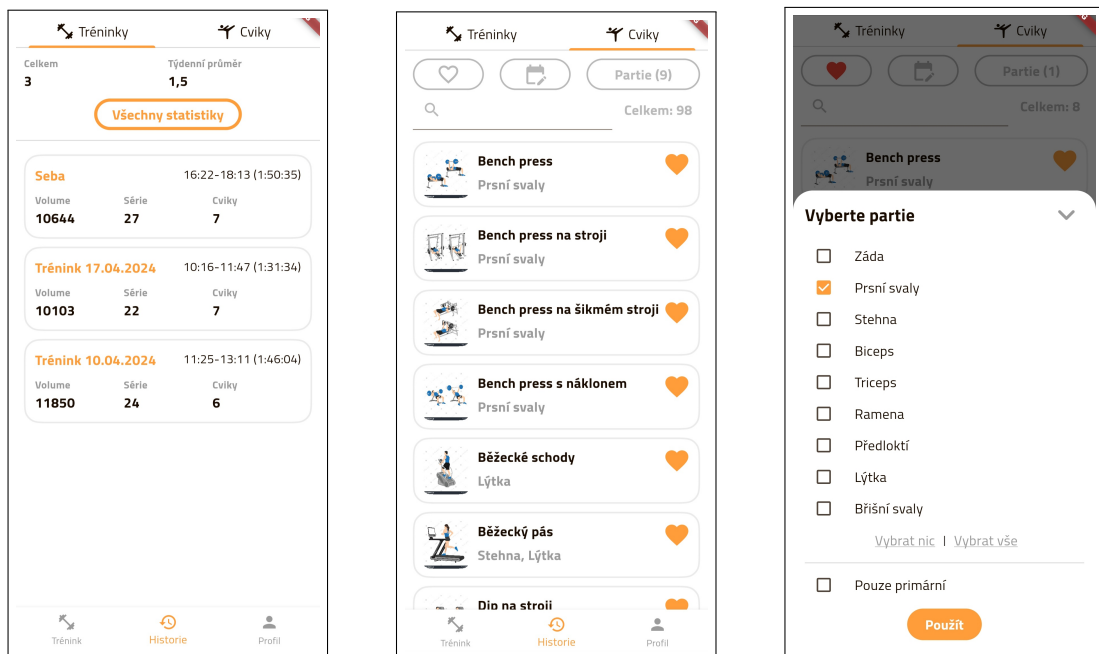 Tréninky
Cviky
Celkem
Týdenní průměr
3
1,5
Všechny statistiky
Seba
16:22-18:13 (1:50:35)
Volume
Série
Cviky
10644
27
7
Trénink 17.04.2024
10:16-11:47 (1:31:34)
Volume
Série
Cviky
10103
22
7
Trénink 10.04.2024
11:25-13:11 (1:46:04)
Volume
Série
Cviky
11850
24
6
Trénink
Historie
Profil
Tréninky
Cviky
Partie (9)
Celkem: 98
Bench press
Prsní svaly
Bench press na stroji
Prsní svaly
Bench press na šikmém stroji
Prsní svaly
Bench press s náklonem
Prsní svaly
Běžecké schody
Lýtka
Běžecký pás
Stehna, Lýtka
Dip na stroji
Trénink
Historie
Profil
Tréninky
Cviky
Partie (1)
Celkem: 8
Bench press
Prsní svaly
Vyberte partie
Záda
Prsní svaly
Stehna
Biceps
Triceps
Ramena
Předloktí
Lýtka
Břišní svaly
Vybrat nic | Vybrat vše
Pouze primární
Použít